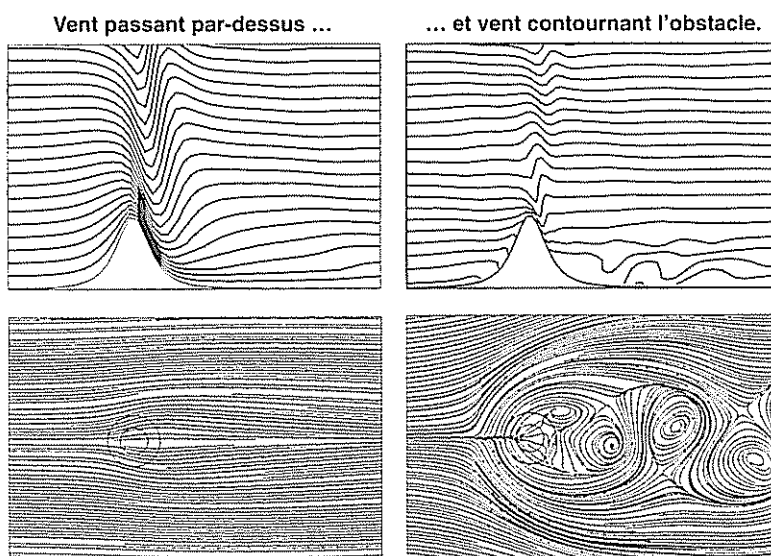 Vent passant par-dessus ...
... et vent contournant l'obstacle.